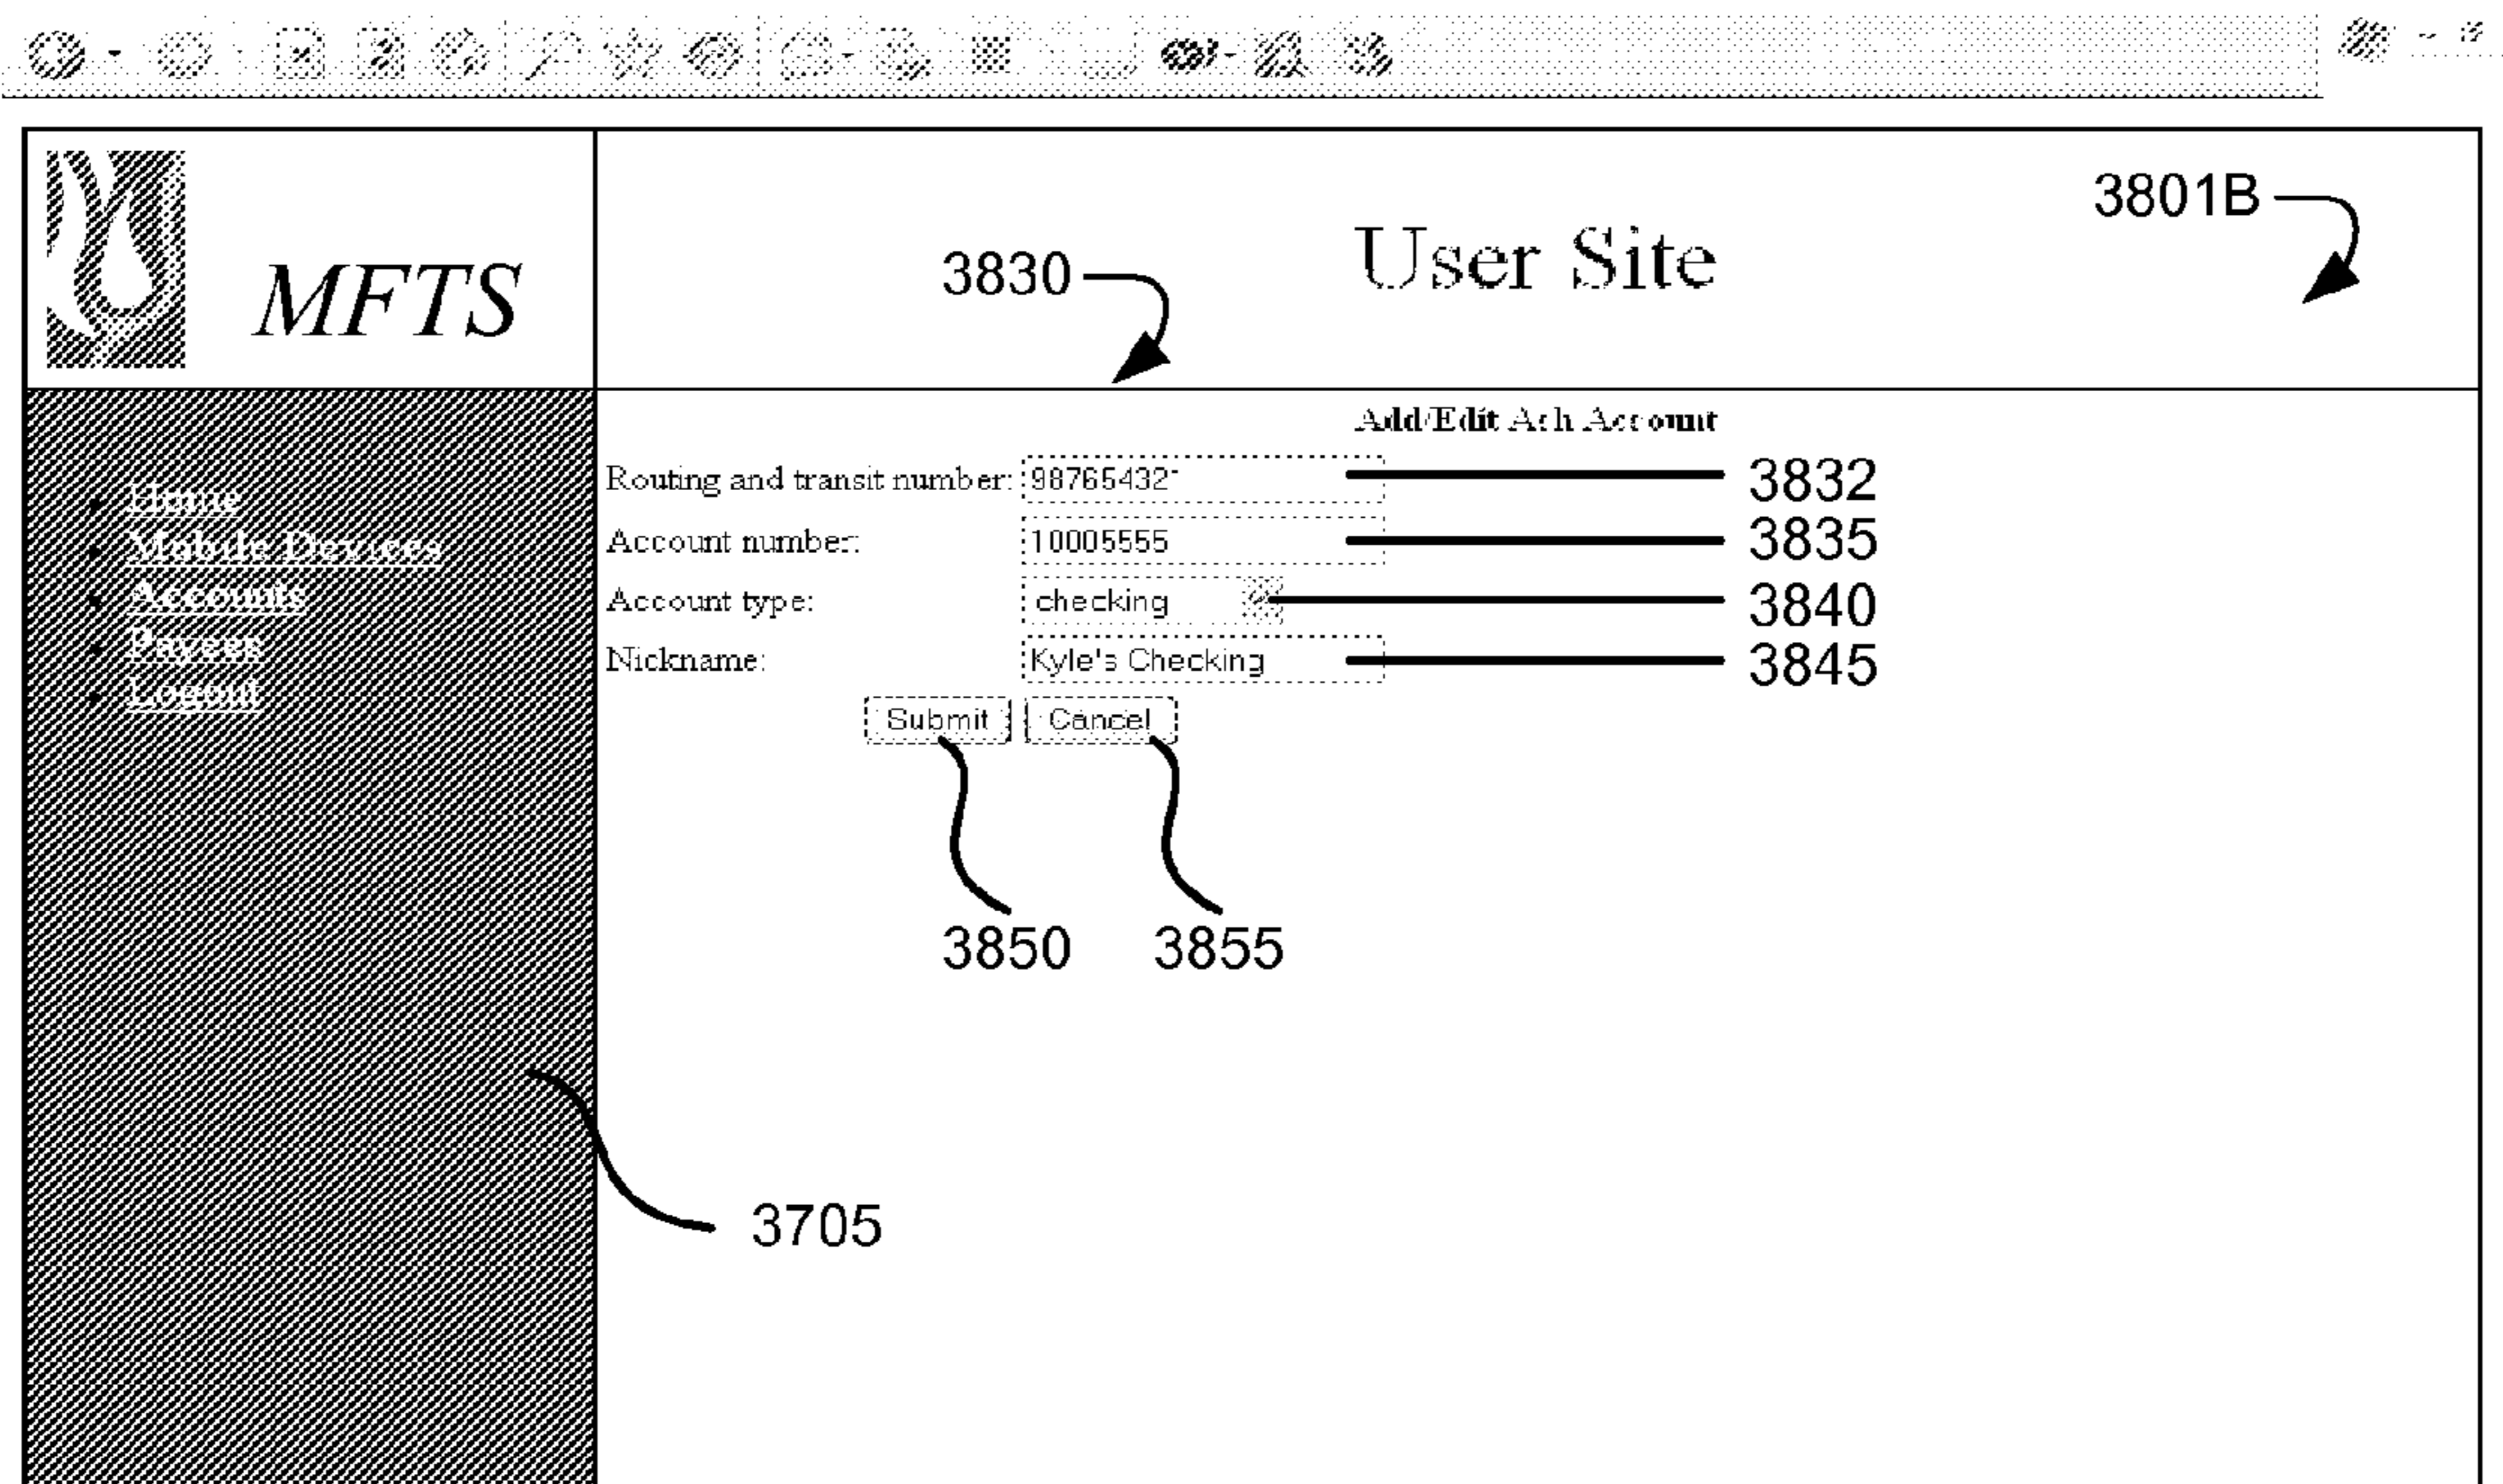 3801B
3830
User Site
MFTS
Add/Edit Ach Account
Routing and transit number: 987654321 3832
Account number: 10005555 3835
Account type: checking 3840
Nickname: Kyle's Checking 3845
Submit Cancel
Home
Mobile Devices
Accounts
Payees
Logout
3850 3855
3705